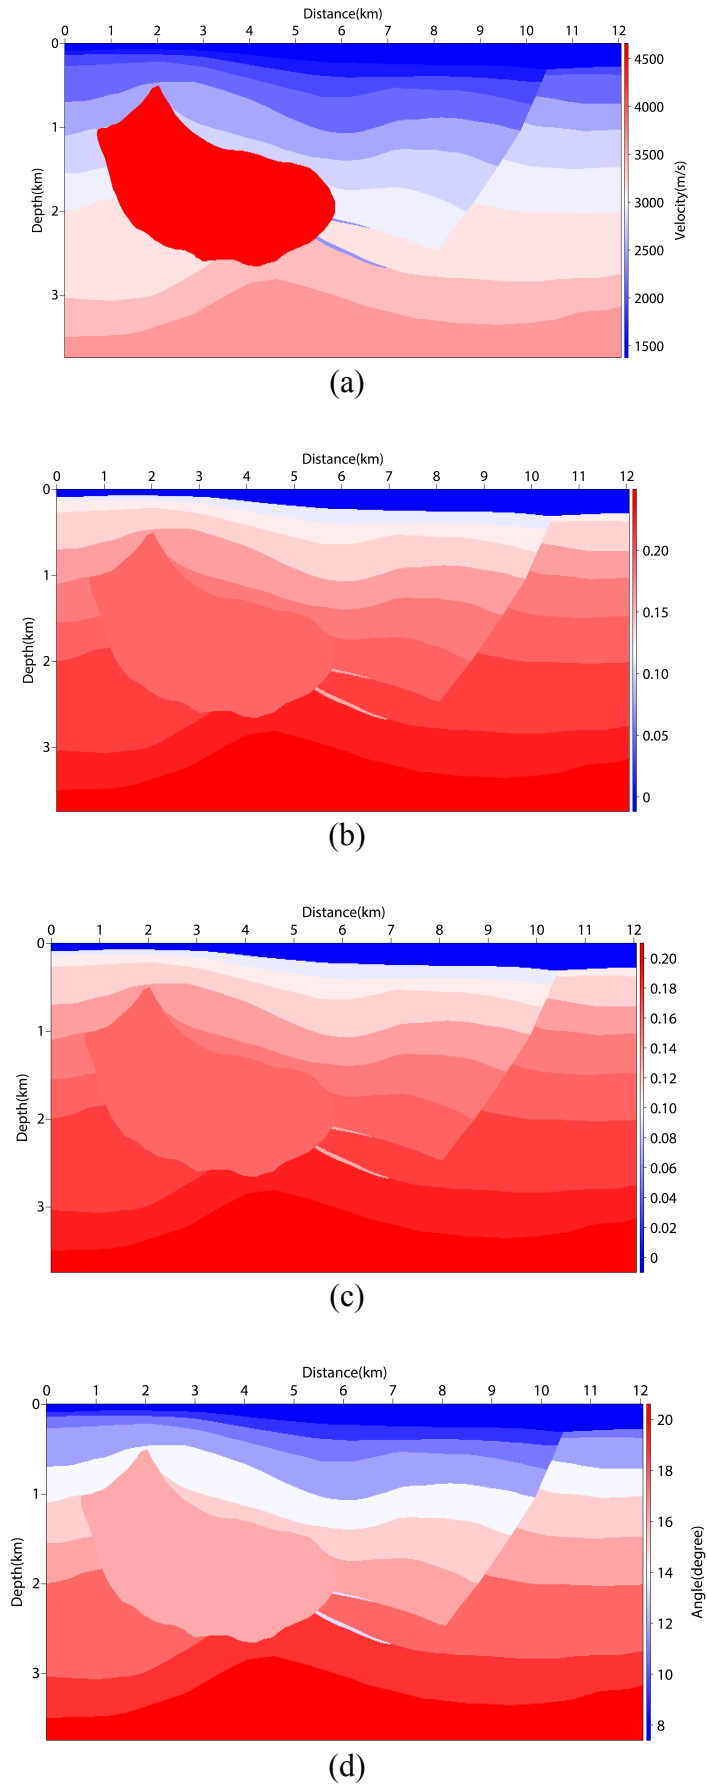 Distance(km)
0 1 2 3 4 5 6 7 8 9 10 11 12
0
1
2
3
Depth(km)
4500
4000
3500
3000
2500
2000
1500
Velocity(m/s)
(a)
Distance(km)
0 1 2 3 4 5 6 7 8 9 10 11 12
0
1
2
3
Depth(km)
0.20
0.15
0.10
0.05
0
(b)
Distance(km)
0 1 2 3 4 5 6 7 8 9 10 11 12
0
1
2
3
Depth(km)
0.20
0.18
0.16
0.14
0.12
0.10
0.08
0.06
0.04
0.02
0
(c)
Distance(km)
0 1 2 3 4 5 6 7 8 9 10 11 12
0
1
2
3
Depth(km)
20
18
16
14
12
10
8
Angle(degree)
(d)